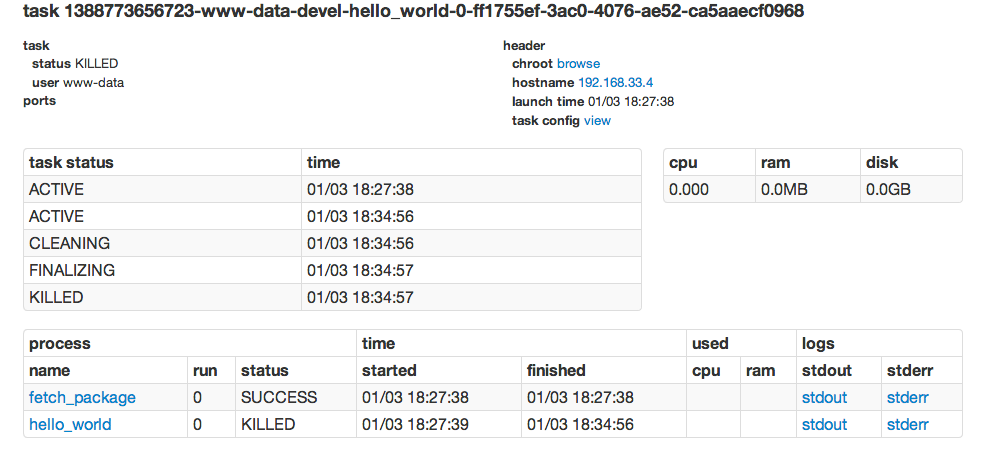 task 1388773656723-www-data-devel-hello_world-0-ff1755ef-3ac0-4076-ae52-ca5aaecf0968
task
status KILLED
user www-data
ports
header
chroot browse
hostname 192.168.33.4
launch time 01/03 18:27:38
task config view
task status time
ACTIVE 01/03 18:27:38
ACTIVE 01/03 18:34:56
CLEANING 01/03 18:34:56
FINALIZING 01/03 18:34:57
KILLED 01/03 18:34:57
cpu ram disk
0.000 0.0MB 0.0GB
process time used logs
name run status started finished cpu ram stdout stderr
fetch_package 0 SUCCESS 01/03 18:27:38 01/03 18:27:38 stdout stderr
hello_world 0 KILLED 01/03 18:27:39 01/03 18:34:56 stdout stderr